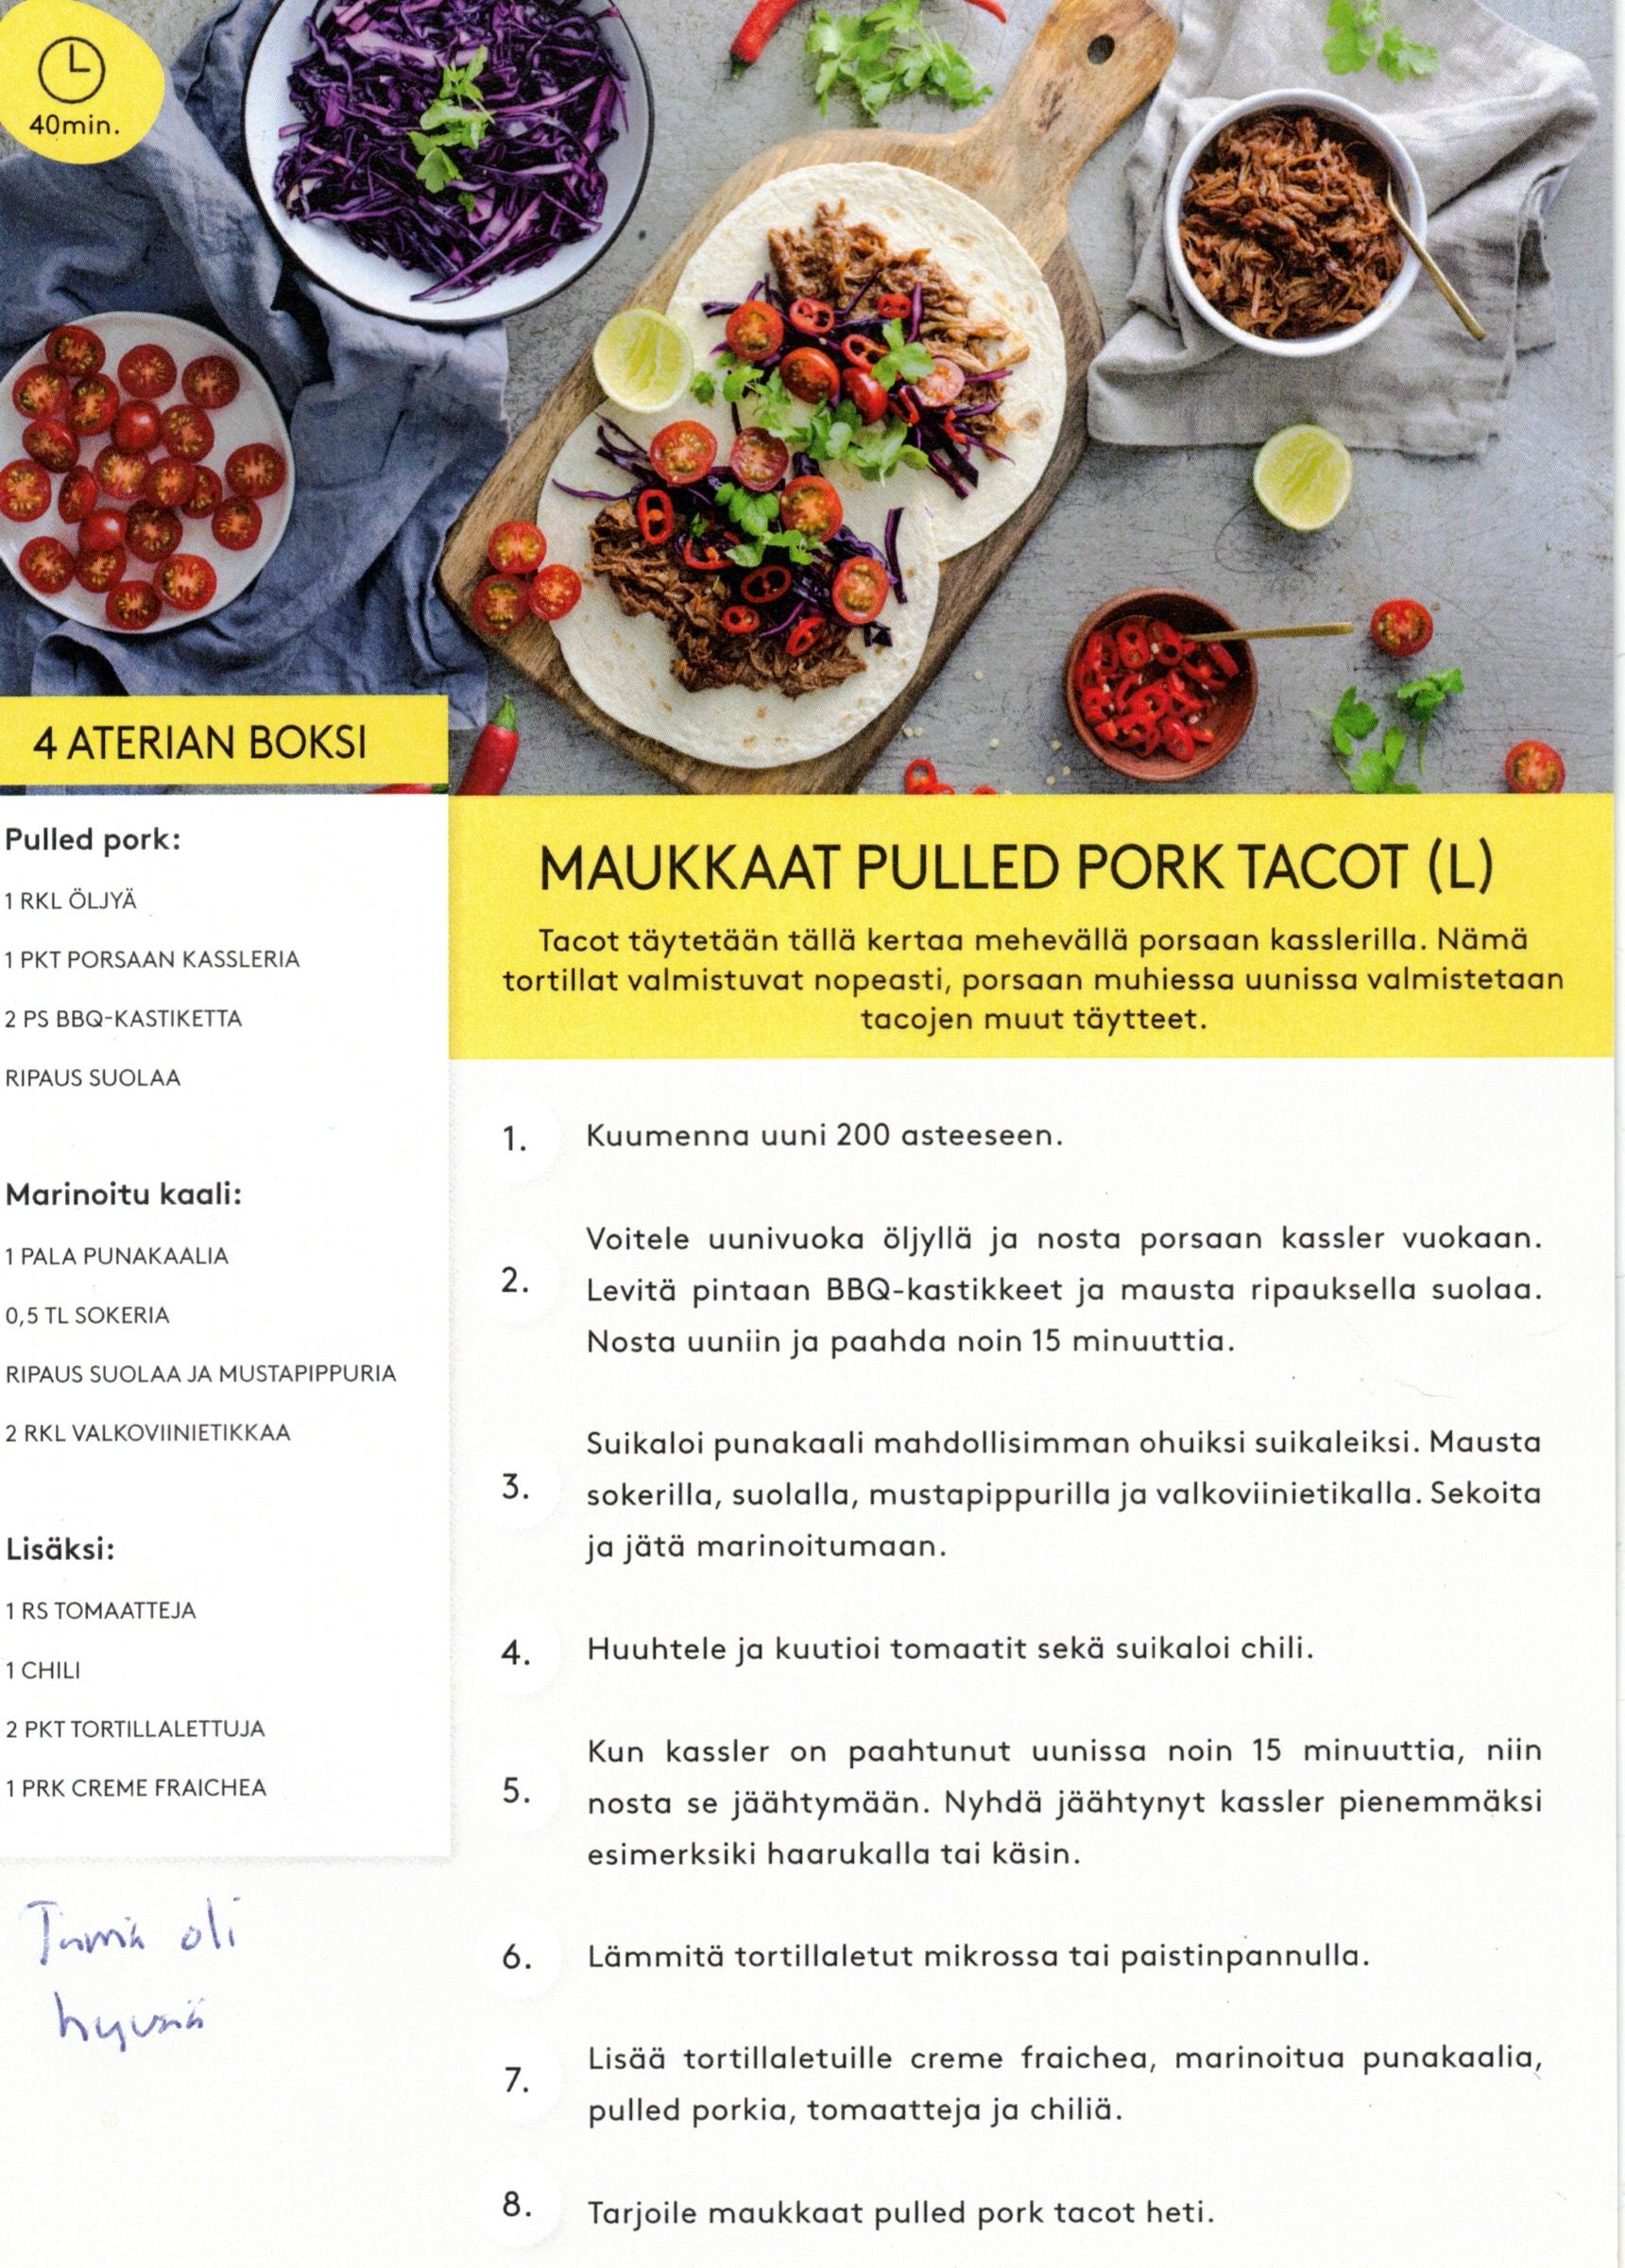 40min.
4 ATERIAN BOKSI
Pulled pork:
1 RKL ÖLJYÄ
1 PKT PORSAAN KASSLERIA
2 PS BBQ-KASTIKETTA
RIPAUS SUOLAA
Marinoitu kaali:
1 PALA PUNAKAALIA
0,5 TL SOKERIA
RIPAUS SUOLAA JA MUSTAPIPPURIA
2 RKL VALKOVIINIETIKKAA
Lisäksi:
1 RS TOMAATTEJA
1 CHILI
2 PKT TORTILLALETTUJA
1 PRK CREME FRAICHEA
Tämä oli
hyvää
MAUKKAAT PULLED PORK TACOT (L)
Tacot täytetään tällä kertaa mehevällä porsaan kasslerilla. Nämä
tortillat valmistuvat nopeasti, porsaan muhiessa uunissa valmistetaan
tacojen muut täytteet.
1. Kuumenna uuni 200 asteeseen.
2. Voitele uunivuoka öljyllä ja nosta porsaan kassler vuokaan.
Levitä pintaan BBQ-kastikkeet ja mausta ripauksella suolaa.
Nosta uuniin ja paahda noin 15 minuuttia.
3. Suikaloi punakaali mahdollisimman ohuiksi suikaleiksi. Mausta
sokerilla, suolalla, mustapippurilla ja valkoviinietikalla. Sekoita
ja jätä marinoitumaan.
4. Huuhtele ja kuutioi tomaatit sekä suikaloi chili.
5. Kun kassler on paahtunut uunissa noin 15 minuuttia, niin
nosta se jäähtymään. Nyhdä jäähtynyt kassler pienemmäksi
esimerksiki haarukalla tai käsin.
6. Lämmitä tortillaletut mikrossa tai paistinpannulla.
7. Lisää tortillaletuille creme fraichea, marinoitua punakaalia,
pulled porkia, tomaatteja ja chiliä.
8. Tarjoile maukkaat pulled pork tacot heti.